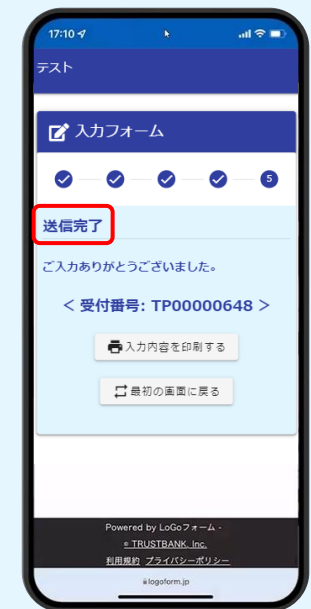 17:10
テスト
入力フォーム
5
送信完了
ご入力ありがとうございました。
< 受付番号: TP00000648 >
入力内容を印刷する
最初の画面に戻る
Powered by LoGoフォーム -
© TRUSTBANK, Inc.
利用規約 プライバシーポリシー
logoform.jp